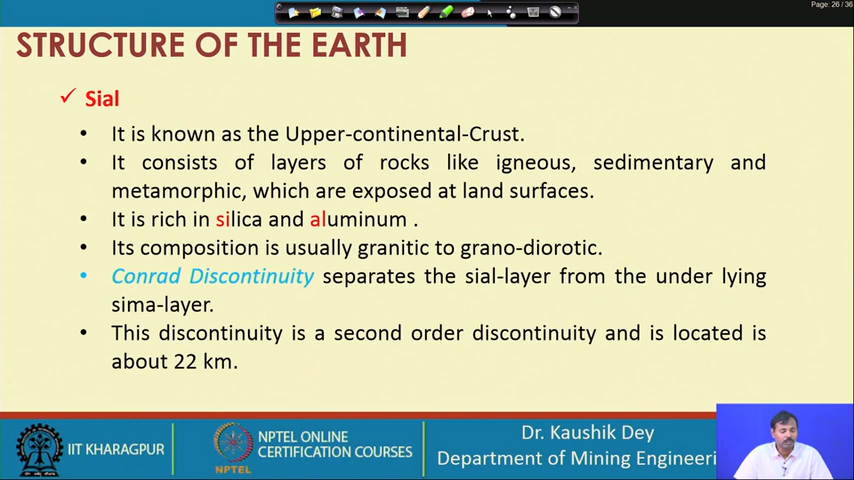 Page: 26 / 36
STRUCTURE OF THE EARTH
✓ Sial
• It is known as the Upper-continental-Crust.
• It consists of layers of rocks like igneous, sedimentary and
metamorphic, which are exposed at land surfaces.
• It is rich in silica and aluminum .
• Its composition is usually granitic to grano-diorotic.
• Conrad Discontinuity separates the sial-layer from the under lying
sima-layer.
• This discontinuity is a second order discontinuity and is located is
about 22 km.
IIT KHARAGPUR
NPTEL
NPTEL ONLINE
CERTIFICATION COURSES
Dr. Kaushik Dey
Department of Mining Engineeri